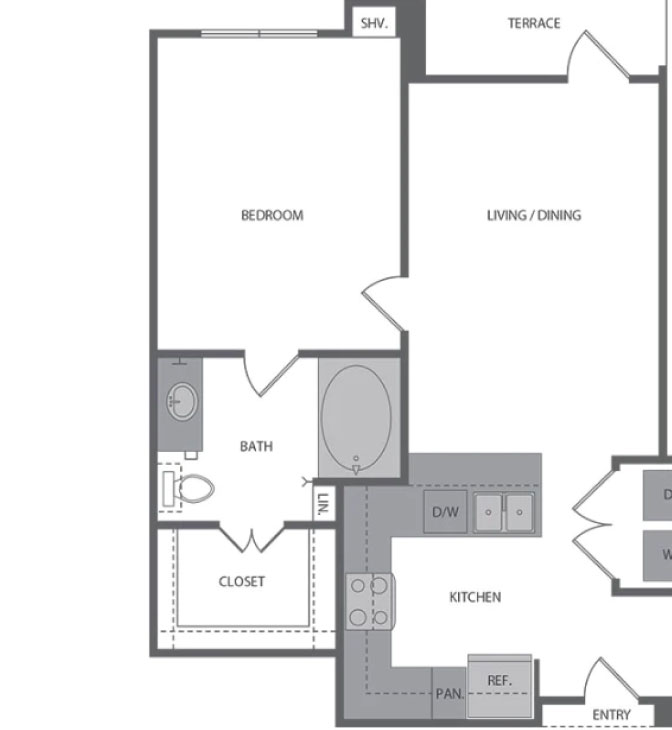 SHV.
TERRACE
BEDROOM
LIVING / DINING
BATH
LIN.
D/W
D
W
CLOSET
KITCHEN
REF.
PAN.
ENTRY